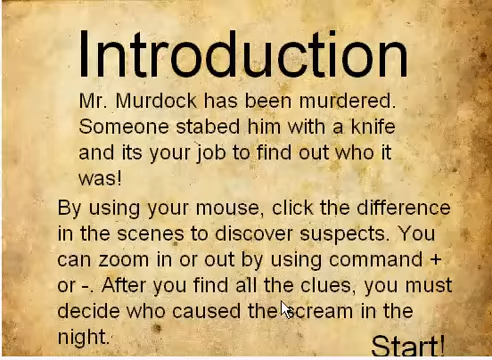 Introduction
Mr. Murdock has been murdered.
Someone stabed him with a knife
and its your job to find out who it
was!
By using your mouse, click the difference
in the scenes to discover suspects. You
can zoom in or out by using command +
or -. After you find all the clues, you must
decide who caused the scream in the
night.
Start!